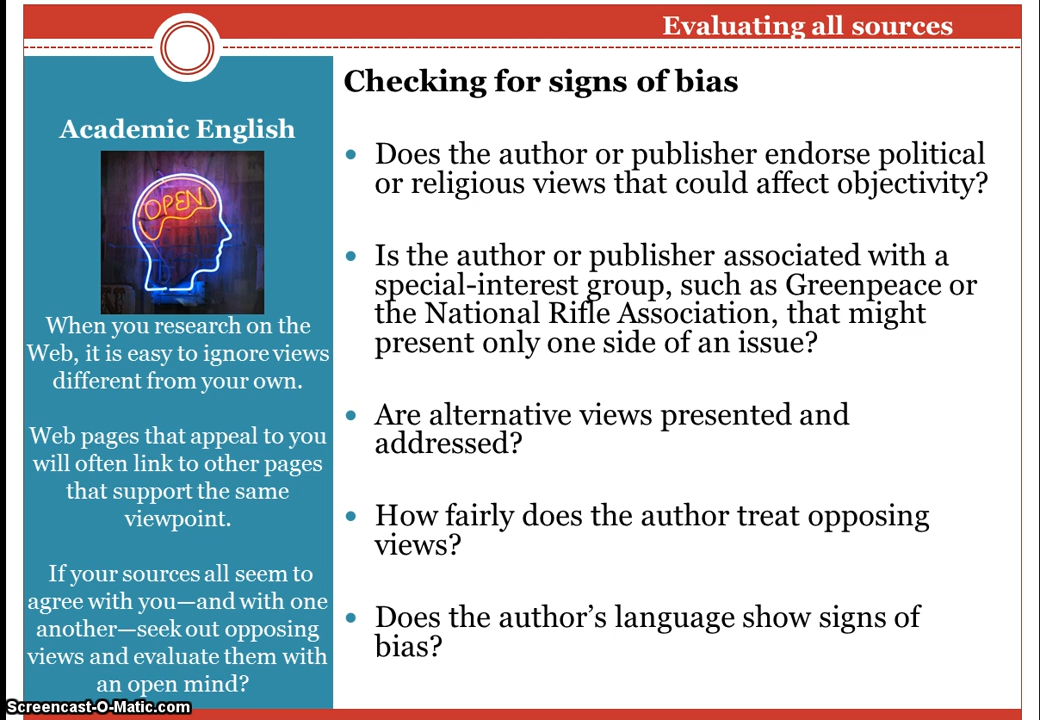 Evaluating all sources
Academic English
OPEN
When you research on the
Web, it is easy to ignore views
different from your own.
Web pages that appeal to you
will often link to other pages
that support the same
viewpoint.
If your sources all seem to
agree with you—and with one
another—seek out opposing
views and evaluate them with
an open mind?
Checking for signs of bias
• Does the author or publisher endorse political
or religious views that could affect objectivity?
• Is the author or publisher associated with a
special-interest group, such as Greenpeace or
the National Rifle Association, that might
present only one side of an issue?
• Are alternative views presented and
addressed?
• How fairly does the author treat opposing
views?
• Does the author’s language show signs of
bias?
Screencast-O-Matic.com